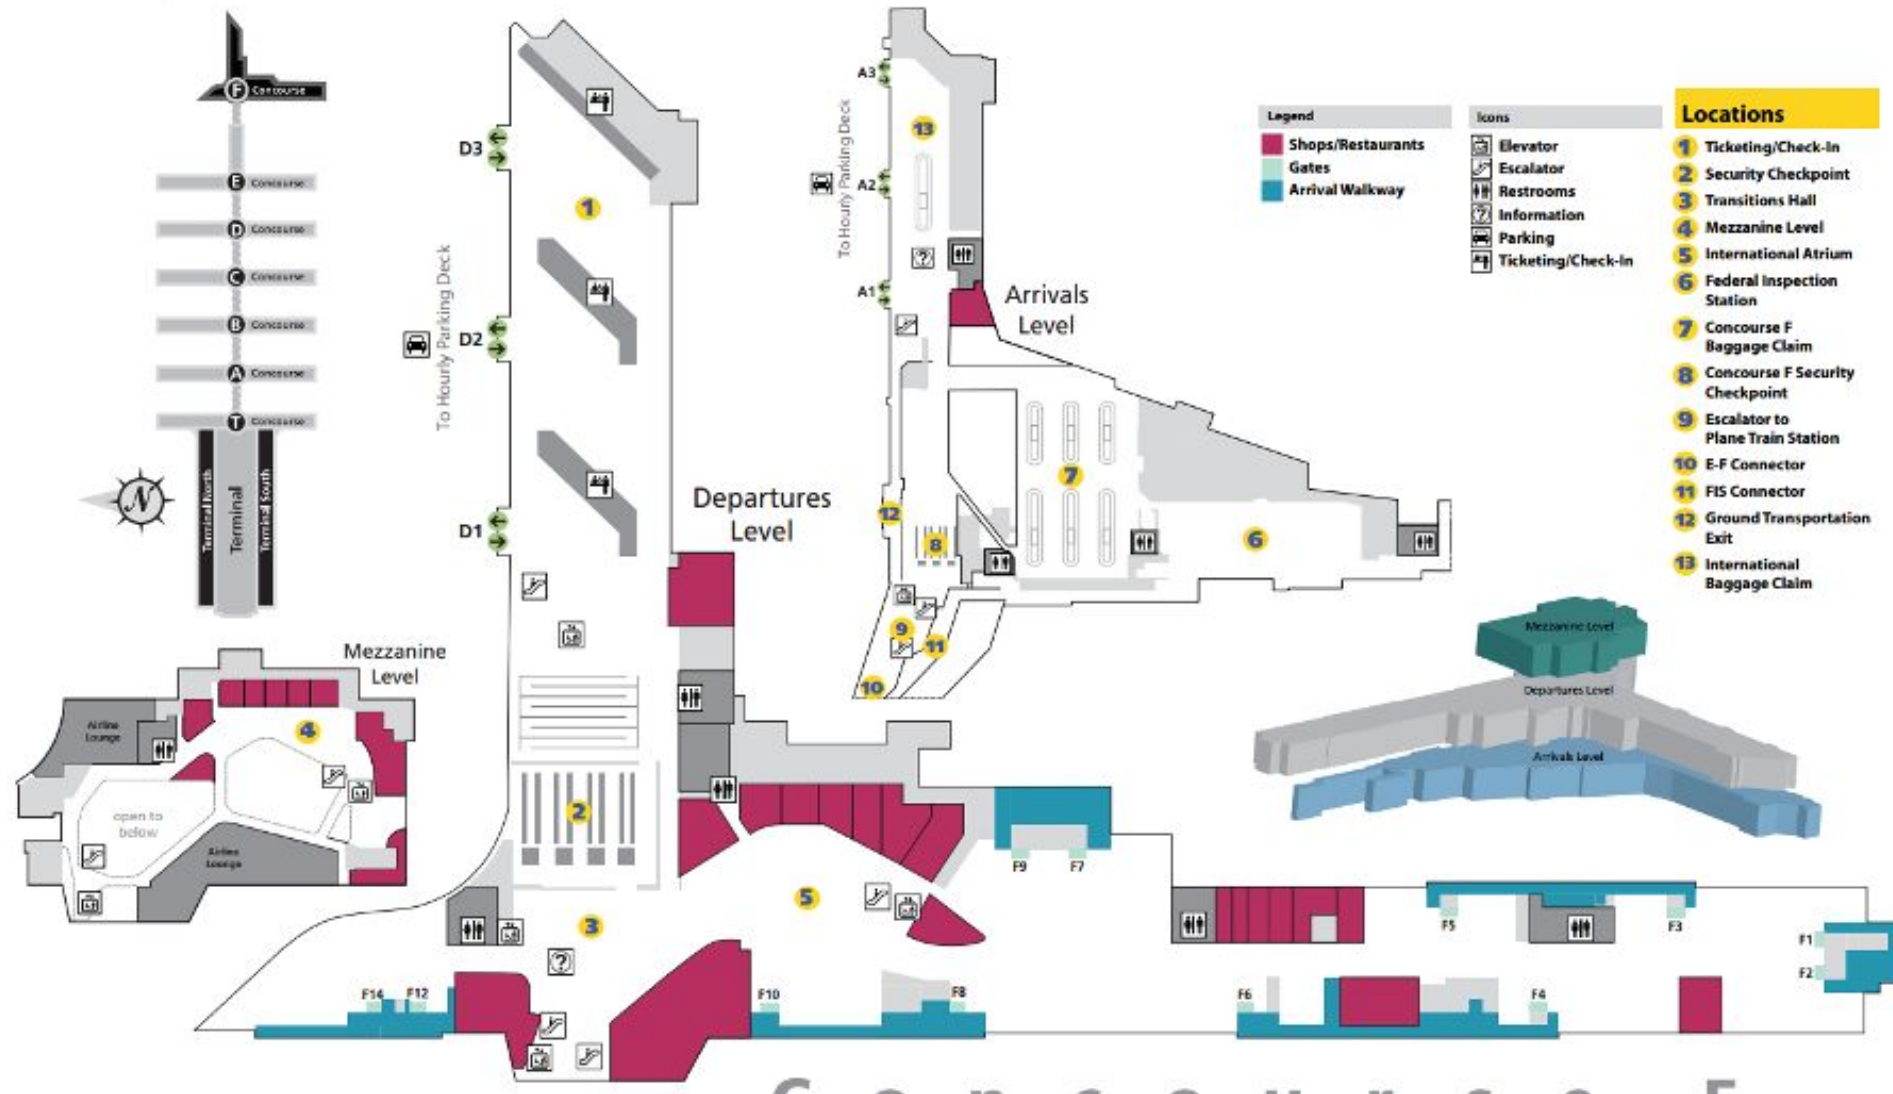 F Concourse
E Concourse
D Concourse
C Concourse
B Concourse
A Concourse
T Concourse
Terminal North
Terminal
Terminal South
N
D3
D2
D1
To Hourly Parking Deck
1
2
3
5
Departures
Level
A3
A2
A1
To Hourly Parking Deck
13
?
Arrivals
Level
12
8
7
6
9
11
10
Legend
Shops/Restaurants
Gates
Arrival Walkway
Icons
Elevator
Escalator
Restrooms
? Information
Parking
Ticketing/Check-In
Locations
1 Ticketing/Check-In
2 Security Checkpoint
3 Transitions Hall
4 Mezzanine Level
5 International Atrium
6 Federal Inspection
Station
7 Concourse F
Baggage Claim
8 Concourse F Security
Checkpoint
9 Escalator to
Plane Train Station
10 E-F Connector
11 FIS Connector
12 Ground Transportation
Exit
13 International
Baggage Claim
Mezzanine Level
Departures Level
Arrivals Level
Mezzanine
Level
Airline
Lounge
4
open to
below
Airline
Lounge
?
F9
F7
F5
F3
F1
F2
F14
F12
F10
F8
F6
F4
Concourse F